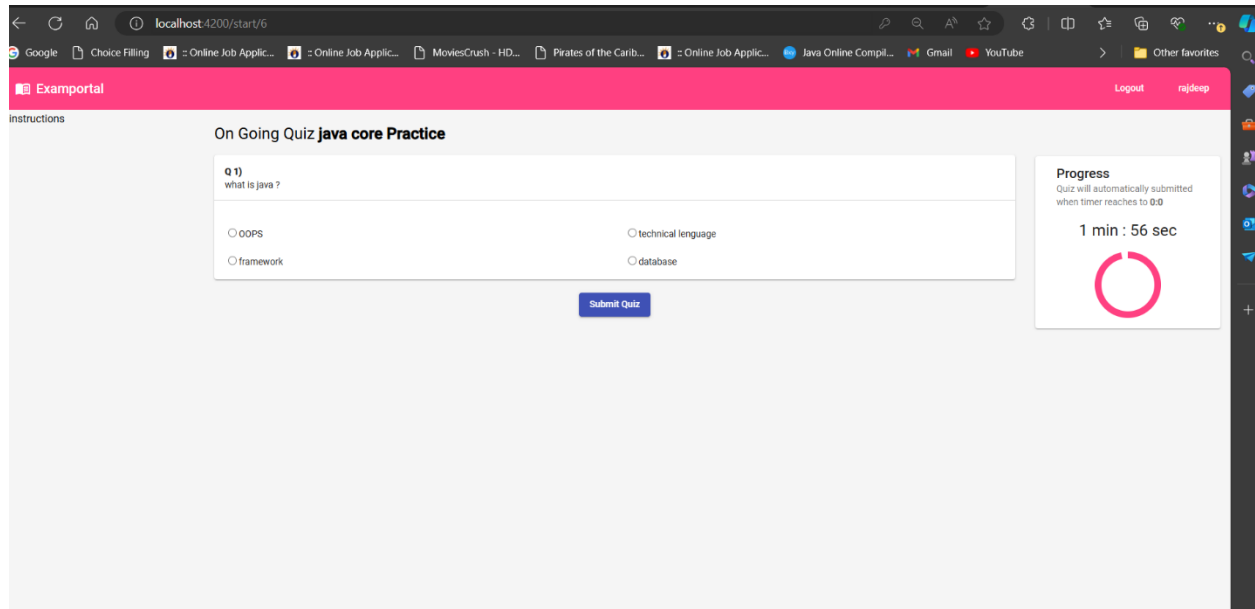 localhost:4200/start/6
Google Choice Filling :: Online Job Applic... :: Online Job Applic... MoviesCrush - HD... Pirates of the Carib... :: Online Job Applic... Java Online Compil... Gmail YouTube Other favorites
Examportal Logout rajdeep
instructions
On Going Quiz java core Practice
Q 1)
what is java ?
OOPS technical lenguage
framework database
Submit Quiz
Progress
Quiz will automatically submitted
when timer reaches to 0:0
1 min : 56 sec